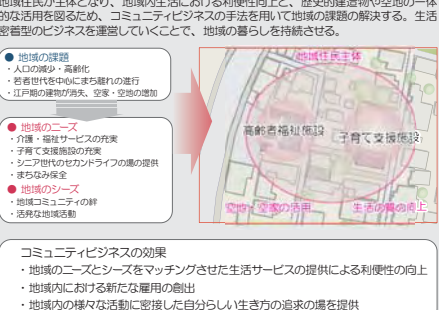 地域住民が主体となり、地域内生活における利便性向上と、歴史的建造物や空地の一体
的な活用を図るため、コミュニティビジネスの手法を用いて地域の課題の解決する。生活
密着型のビジネスを運営していくことで、地域の暮らしを持続させる。
● 地域の課題
・人口の減少・高齢化
・若者世代を中心にまち離れの進行
・江戸期の建物が消失、空家・空地の増加
● 地域のニーズ
・介護・福祉サービスの充実
・子育て支援施設の充実
・シニア世代のセカンドライフの場の提供
・まちなみ保全
● 地域のシーズ
・地域コミュニティの絆
・活発な地域活動
地域住民主体
高齢者福祉施設
子育て支援施設
空地・空家の活用
生活の質の向上
コミュニティビジネスの効果
・地域のニーズとシーズをマッチングさせた生活サービスの提供による利便性の向上
・地域内における新たな雇用の創出
・地域内の様々な活動に密接した自分らしい生き方の追求の場を提供